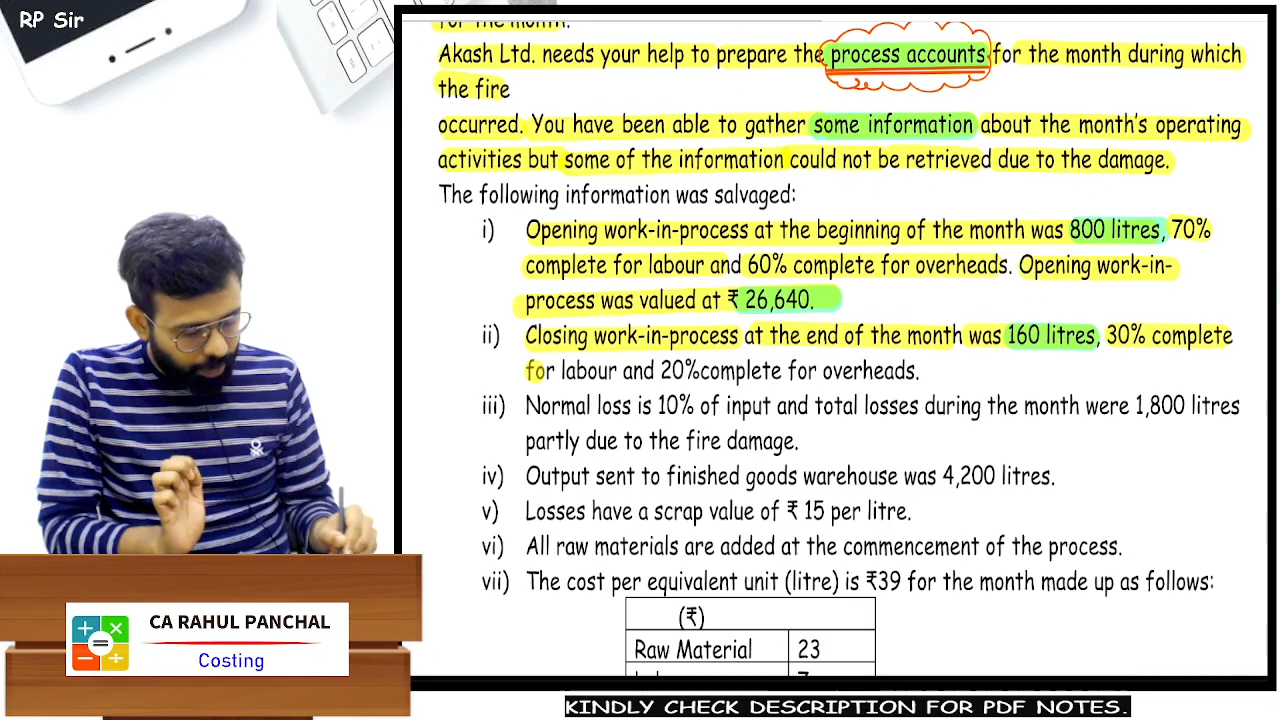 RP Sir
for the month.
Akash Ltd. needs your help to prepare the process accounts for the month during which
the fire
occurred. You have been able to gather some information about the month's operating
activities but some of the information could not be retrieved due to the damage.
The following information was salvaged:
i) Opening work-in-process at the beginning of the month was 800 litres, 70%
complete for labour and 60% complete for overheads. Opening work-in-
process was valued at ₹ 26,640.
ii) Closing work-in-process at the end of the month was 160 litres, 30% complete
for labour and 20%complete for overheads.
iii) Normal loss is 10% of input and total losses during the month were 1,800 litres
partly due to the fire damage.
iv) Output sent to finished goods warehouse was 4,200 litres.
v) Losses have a scrap value of ₹ 15 per litre.
vi) All raw materials are added at the commencement of the process.
vii) The cost per equivalent unit (litre) is ₹39 for the month made up as follows:
(₹)
Raw Material 23
CA RAHUL PANCHAL
Costing
KINDLY CHECK DESCRIPTION FOR PDF NOTES.